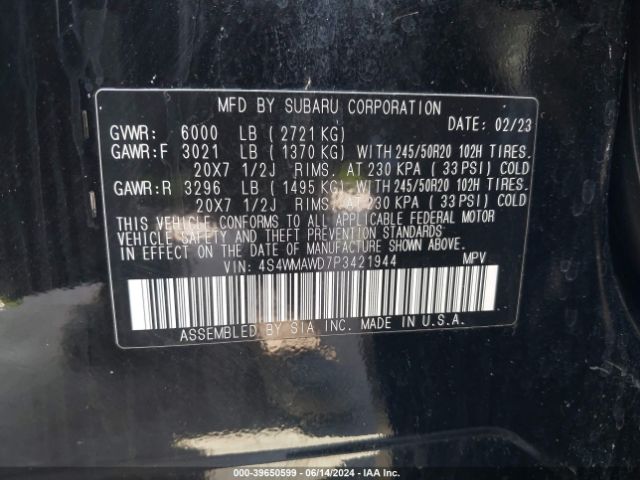 MFD BY SUBARU CORPORATION
DATE: 02/23
GVWR: 6000 LB ( 2721 KG)
GAWR:F 3021 LB ( 1370 KG) WITH 245/50R20 102H TIRES.
20X7 1/2J RIMS. AT 230 KPA ( 33 PSI) COLD
GAWR:R 3296 LB ( 1495 KG) WITH 245/50R20 102H TIRES.
20X7 1/2J RIMS. AT 230 KPA ( 33 PSI) COLD
THIS VEHICLE CONFORMS TO ALL APPLICABLE FEDERAL MOTOR
VEHICLE SAFETY AND THEFT PREVENTION STANDARDS
IN EFFECT ON THE DATE OF MANUFACTURE SHOWN ABOVE.
VIN: 4S4WMAWD7P3421944 MPV
ASSEMBLED BY SIA INC. MADE IN U.S.A.
000-39650599 - 06/14/2024 - IAA Inc.